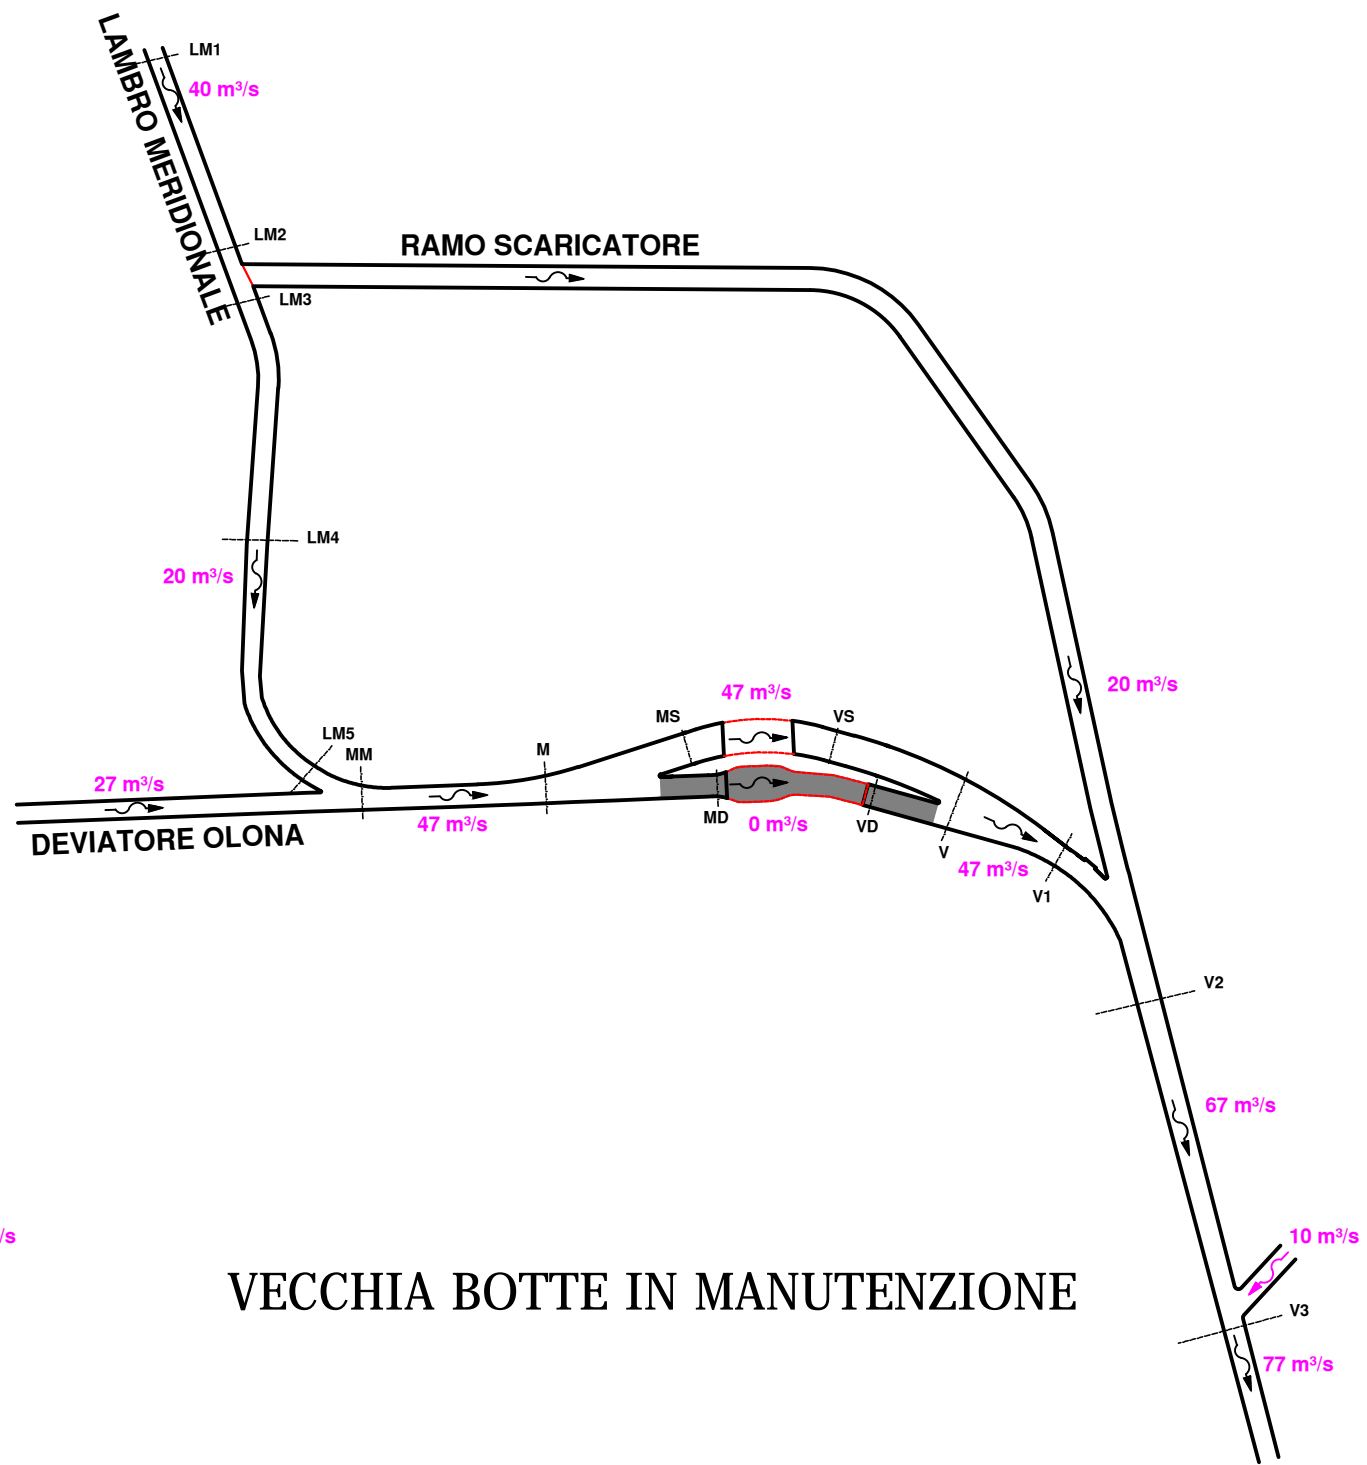 LM1
40 m³/s
LAMBRO MERIDIONALE
LM2
RAMO SCARICATORE
LM3
LM4
20 m³/s
20 m³/s
47 m³/s
MS
VS
LM5
MM
M
27 m³/s
47 m³/s
MD
0 m³/s
VD
DEVIATORE OLONA
V
47 m³/s
V1
V2
67 m³/s
/s
10 m³/s
VECCHIA BOTTE IN MANUTENZIONE
V3
77 m³/s